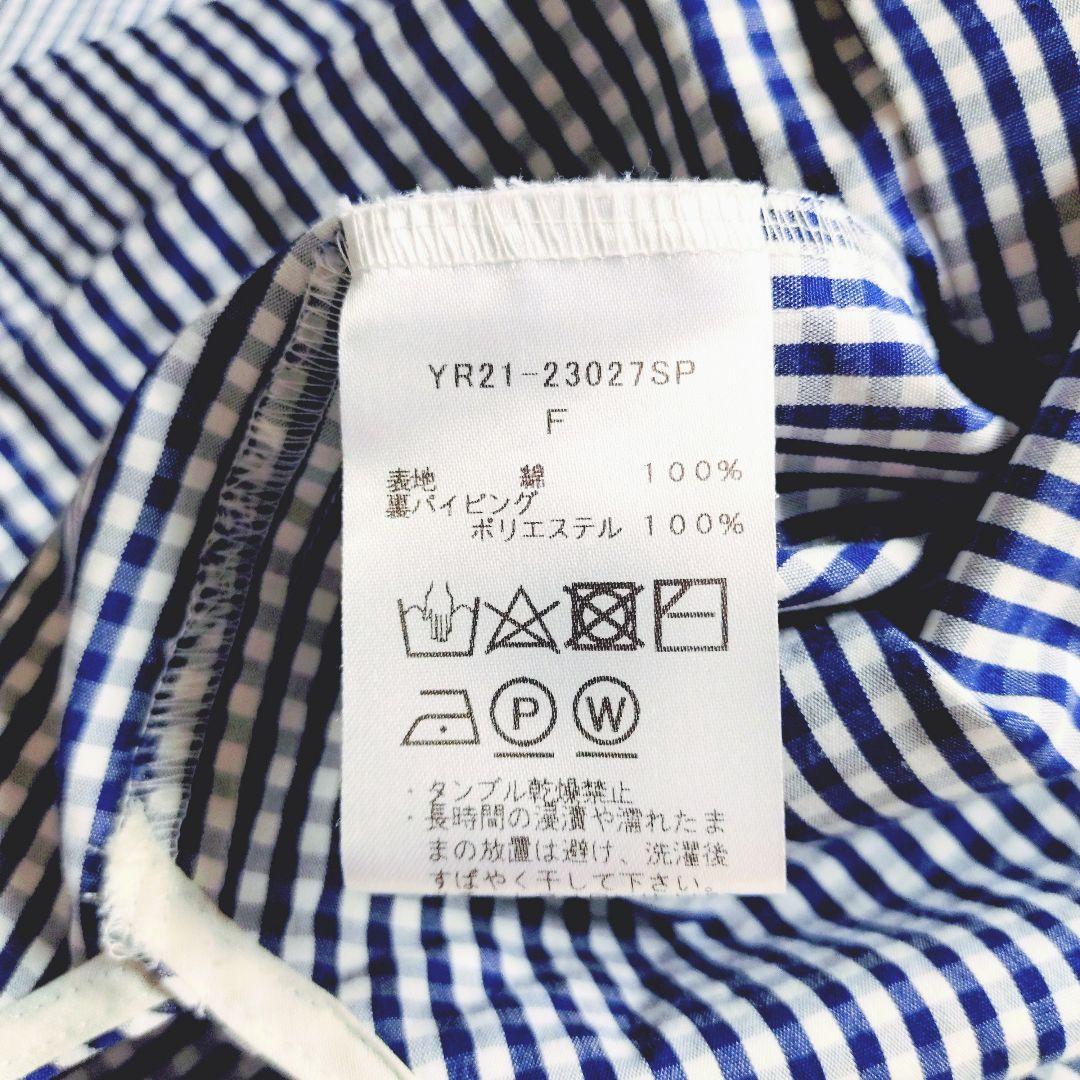 YR21-23027SP
F
表地 綿 100%
裏パイピング
ポリエステル 100%
P W
・タンブル乾燥禁止
・長時間の浸漬や濡れたま
まの放置は避け、洗濯後
すばやく干して下さい。